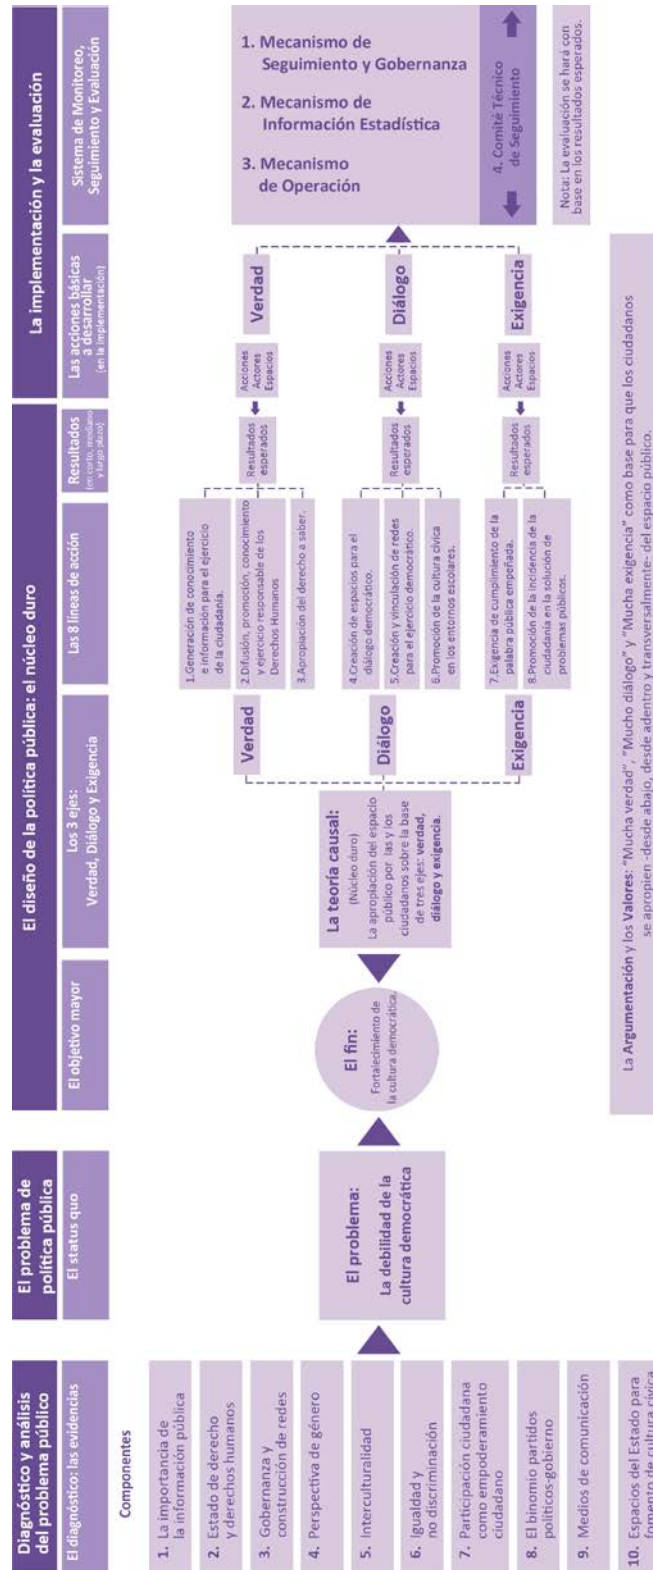 Diagnóstico y análisis
del problema público
El diagnóstico: las evidencias
Componentes
1. La importancia de
la información pública
2. Estado de derecho
y derechos humanos
3. Gobernanza y
construcción de redes
4. Perspectiva de género
5. Interculturalidad
6. Igualdad y
no discriminación
7. Participación ciudadana
como empoderamiento
ciudadano
8. El binomio partidos
políticos-gobierno
9. Medios de comunicación
10. Espacios del Estado para
fomento de cultura cívica
El problema de
política pública
El status quo
El problema:
La debilidad de la
cultura democrática
El diseño de la política pública: el núcleo duro
El objetivo mayor
El fin:
Fortalecimiento de
la cultura democrática.
Los 3 ejes:
Verdad, Diálogo y Exigencia
La teoría causal:
(Núcleo duro)
La apropiación del espacio
público por las y los
ciudadanos sobre la base
de tres ejes: verdad,
diálogo y exigencia.
Verdad
Diálogo
Exigencia
Las 8 líneas de acción
1.Generación de conocimiento
e información para el ejercicio
de la ciudadanía.
2.Difusión, promoción, conocimiento
y ejercicio responsable de los
Derechos Humanos
3.Apropiación del derecho a saber.
4.Creación de espacios para el
diálogo democrático.
5.Creación y vinculación de redes
para el ejercicio democrático.
6.Promoción de la cultura cívica
en los entornos escolares.
7.Exigencia de cumplimiento de la
palabra pública empeñada.
8.Promoción de la incidencia de la
ciudadanía en la solución de
problemas públicos.
Resultados
(en corto, mediano
y largo plazo)
Resultados
esperados
Resultados
esperados
Resultados
esperados
La implementación y la evaluación
Las acciones básicas
a desarrollar
(en la implementación)
Acciones
Actores
Espacios
Verdad
Acciones
Actores
Espacios
Diálogo
Acciones
Actores
Espacios
Exigencia
Sistema de Monitoreo,
Seguimiento y Evaluación
1. Mecanismo de
Seguimiento y Gobernanza
2. Mecanismo de
Información Estadística
3. Mecanismo
de Operación
4. Comité Técnico
de Seguimiento
Nota: La evaluación se hará con
base en los resultados esperados.
La Argumentación y los Valores: "Mucha verdad", "Mucho diálogo" y "Mucha exigencia" como base para que los ciudadanos
se apropien -desde abajo, desde adentro y transversalmente- del espacio público.